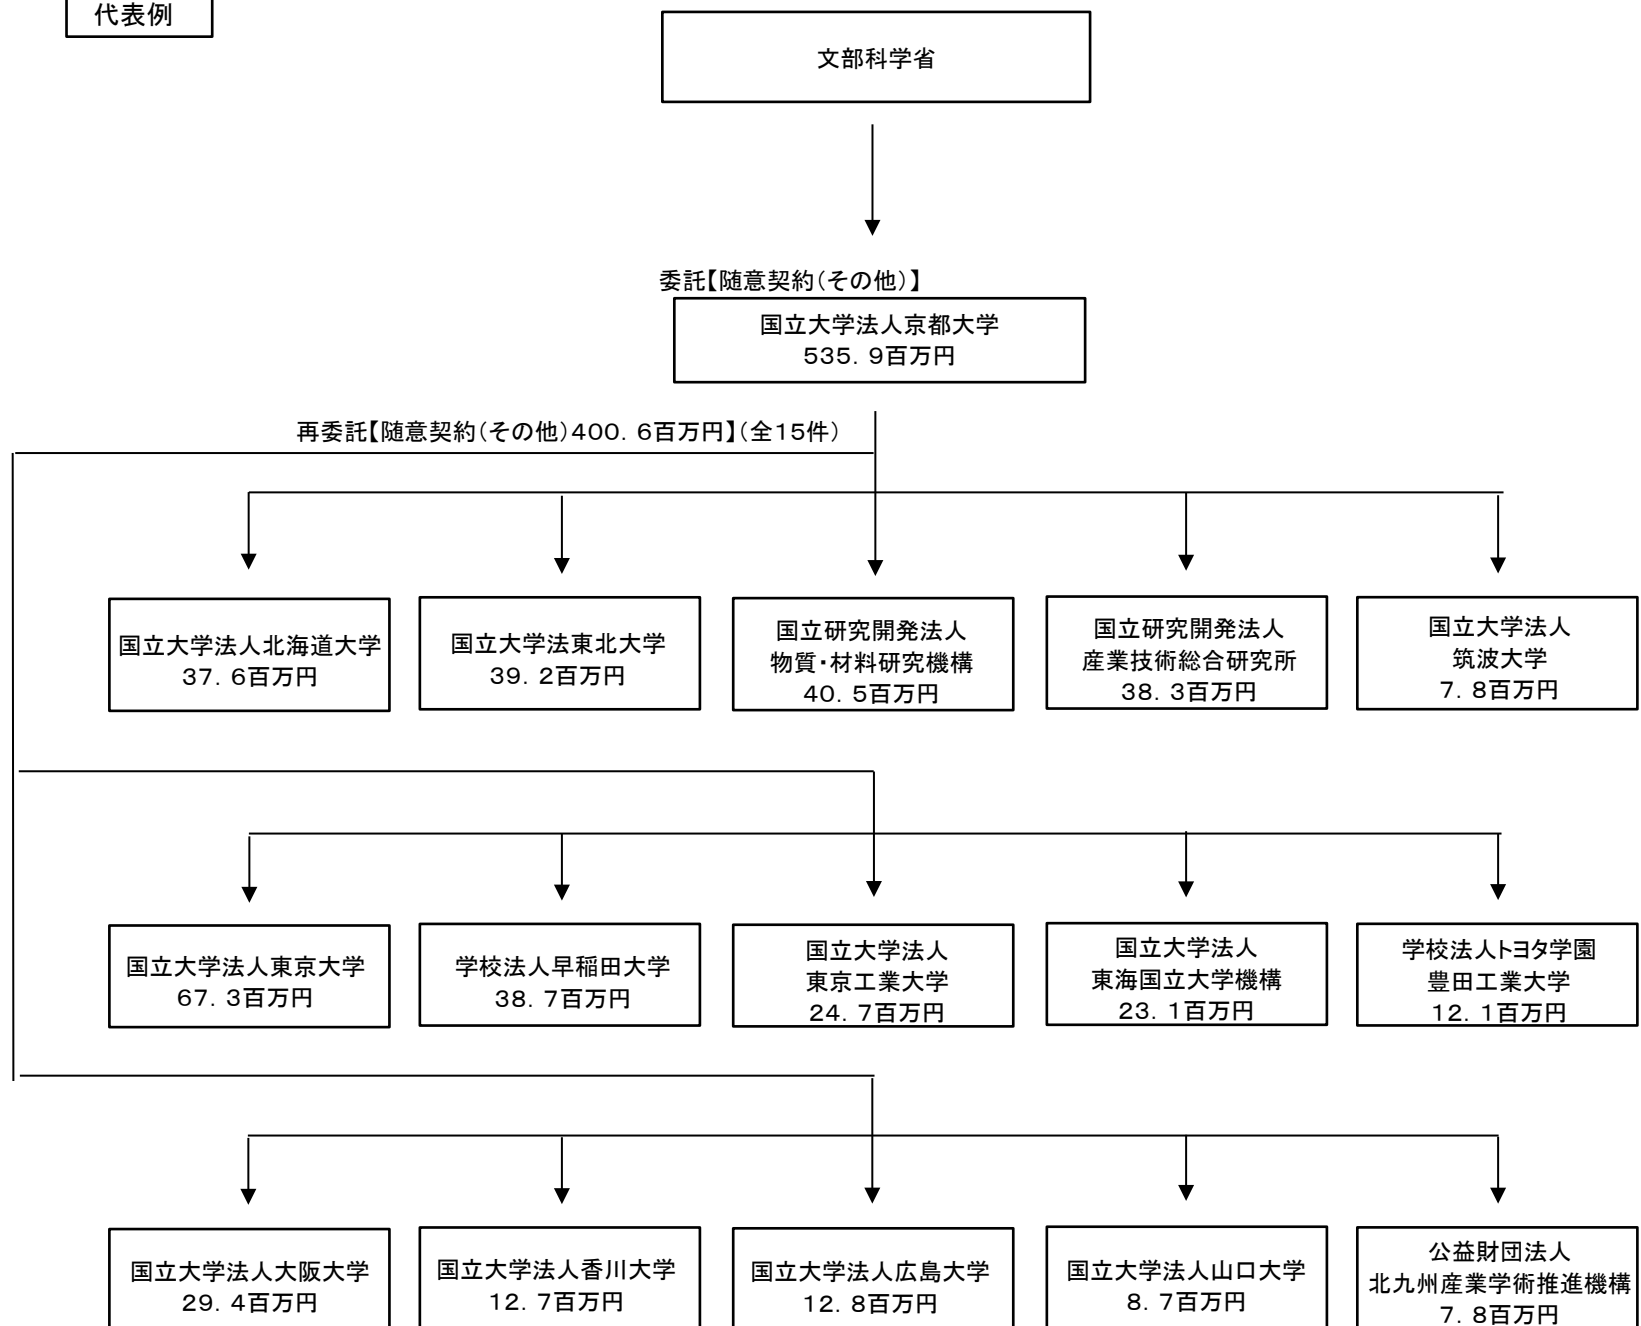 代表例
文部科学省
委託【随意契約(その他)】
国立大学法人京都大学
535．9百万円
再委託【随意契約(その他)400．6百万円】(全15件)
国立大学法人北海道大学
37．6百万円
国立大学法東北大学
39．2百万円
国立研究開発法人
物質・材料研究機構
40．5百万円
国立研究開発法人
産業技術総合研究所
38．3百万円
国立大学法人
筑波大学
7．8百万円
国立大学法人東京大学
67．3百万円
学校法人早稲田大学
38．7百万円
国立大学法人
東京工業大学
24．7百万円
国立大学法人
東海国立大学機構
23．1百万円
学校法人トヨタ学園
豊田工業大学
12．1百万円
国立大学法人大阪大学
29．4百万円
国立大学法人香川大学
12．7百万円
国立大学法人広島大学
12．8百万円
国立大学法人山口大学
8．7百万円
公益財団法人
北九州産業学術推進機構
7．8百万円